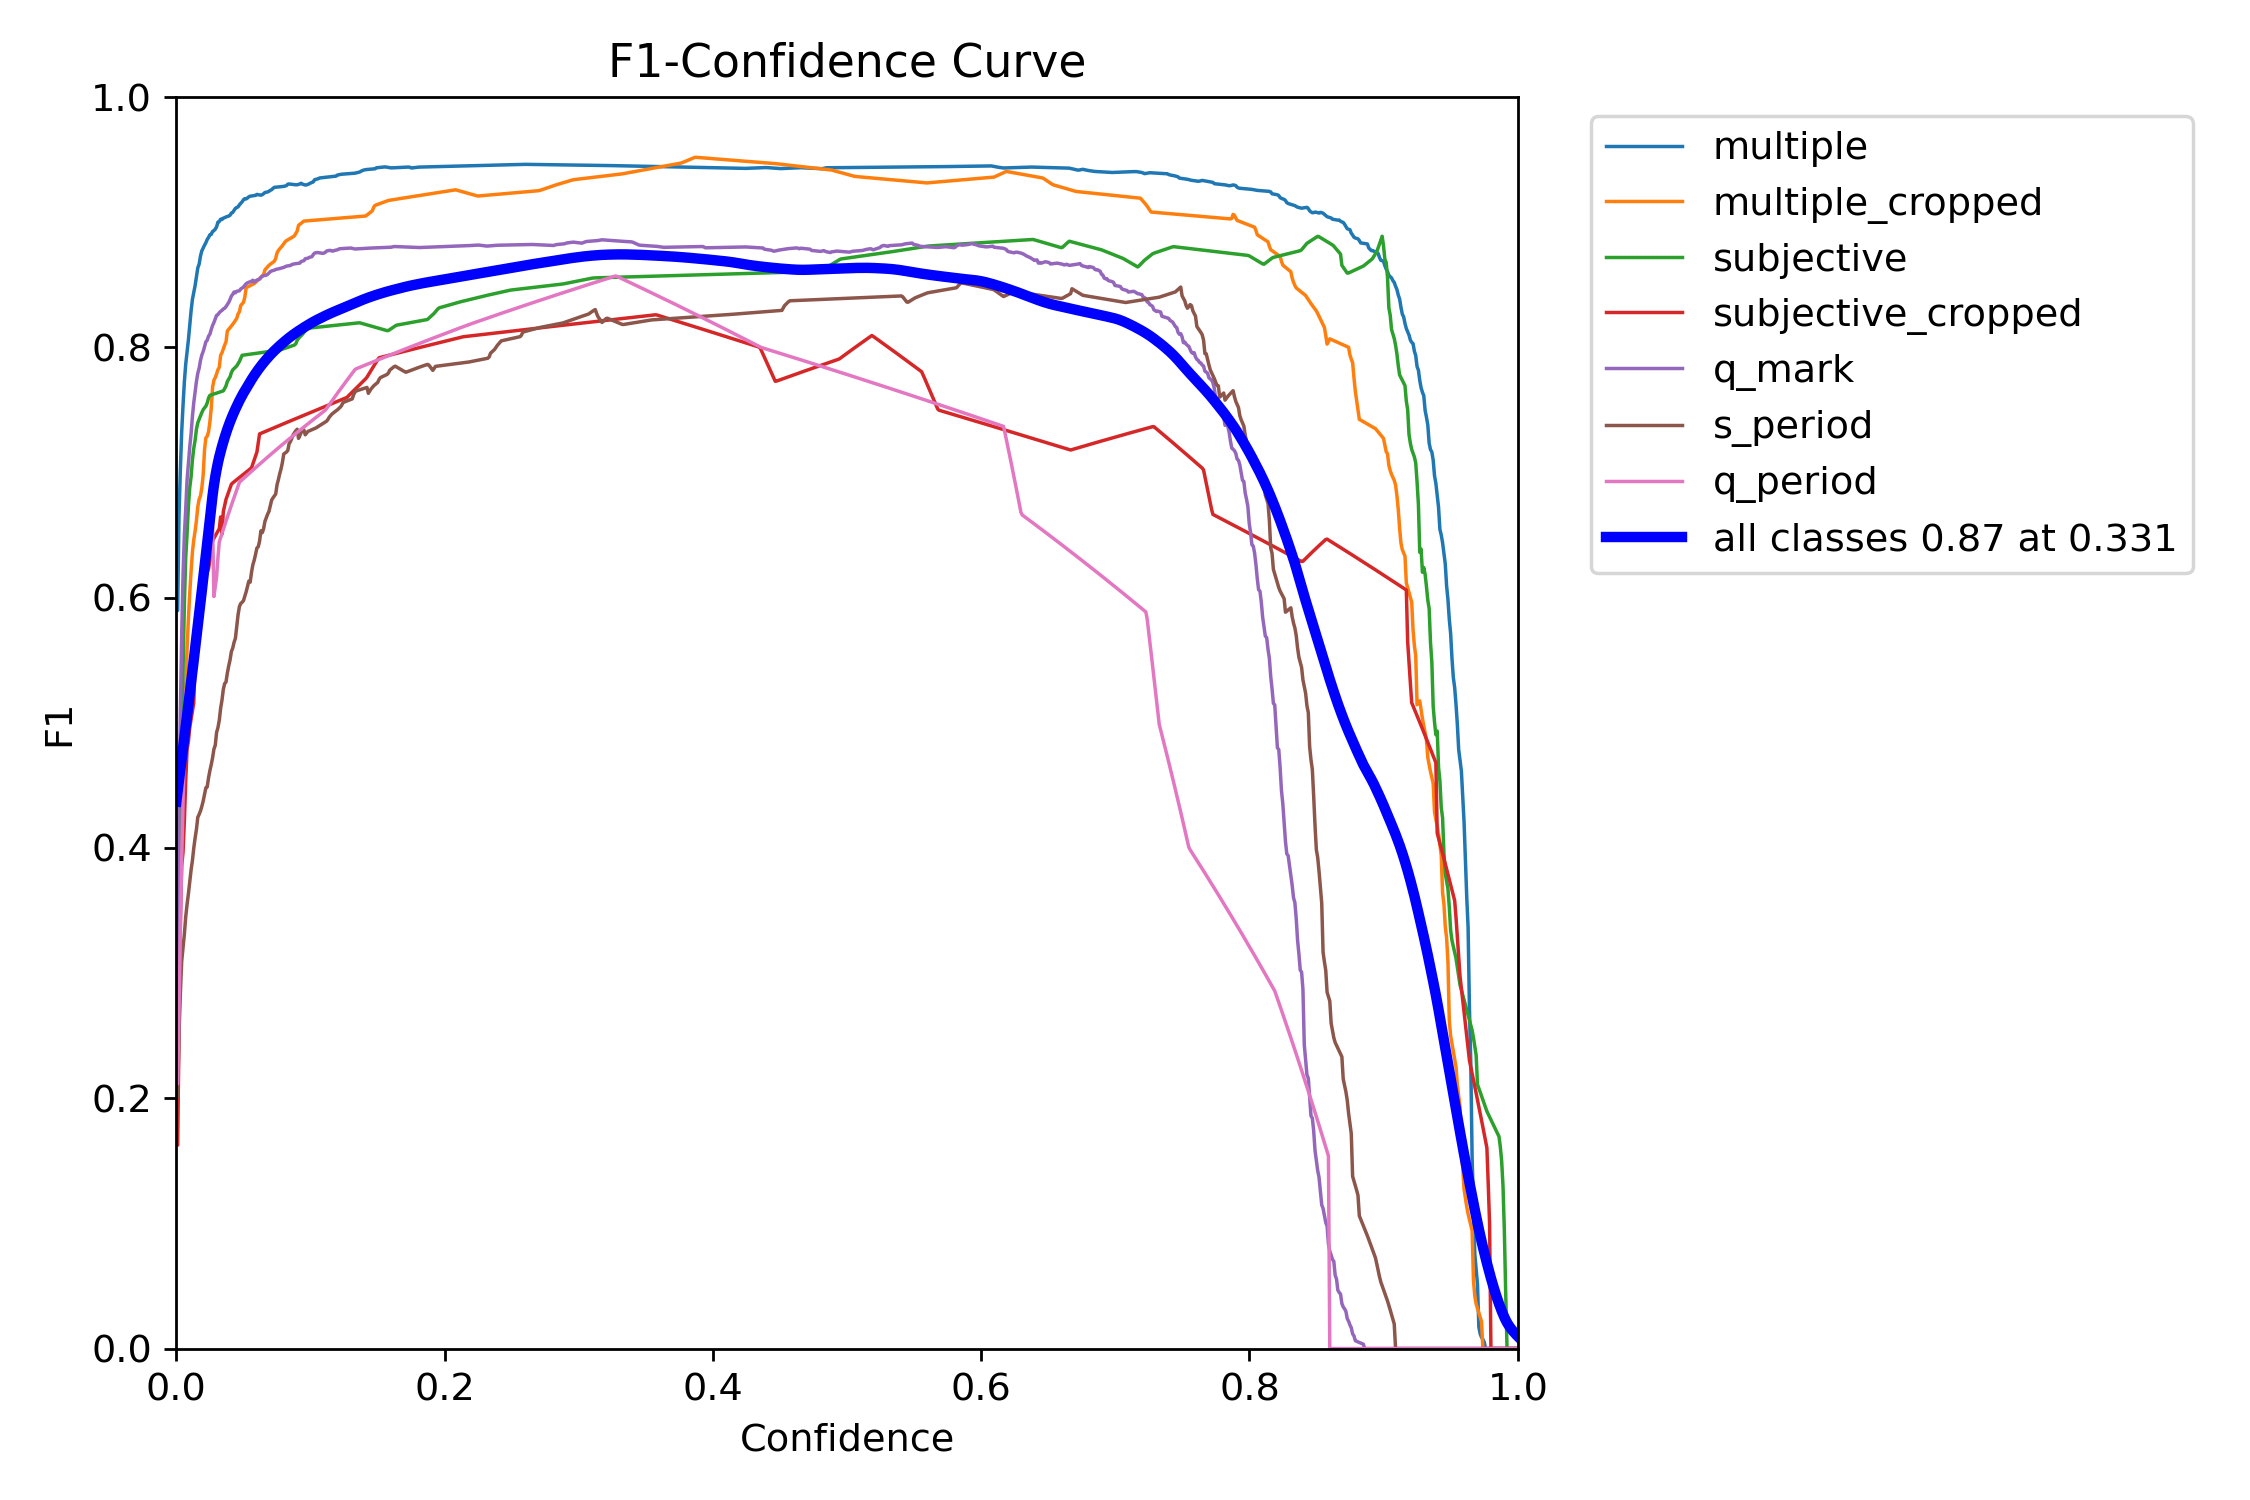 F1-Confidence Curve
1.0
0.8
0.6
0.4
0.2
0.0
F1
0.0 0.2 0.4 0.6 0.8 1.0
Confidence
multiple
multiple_cropped
subjective
subjective_cropped
q_mark
s_period
q_period
all classes 0.87 at 0.331